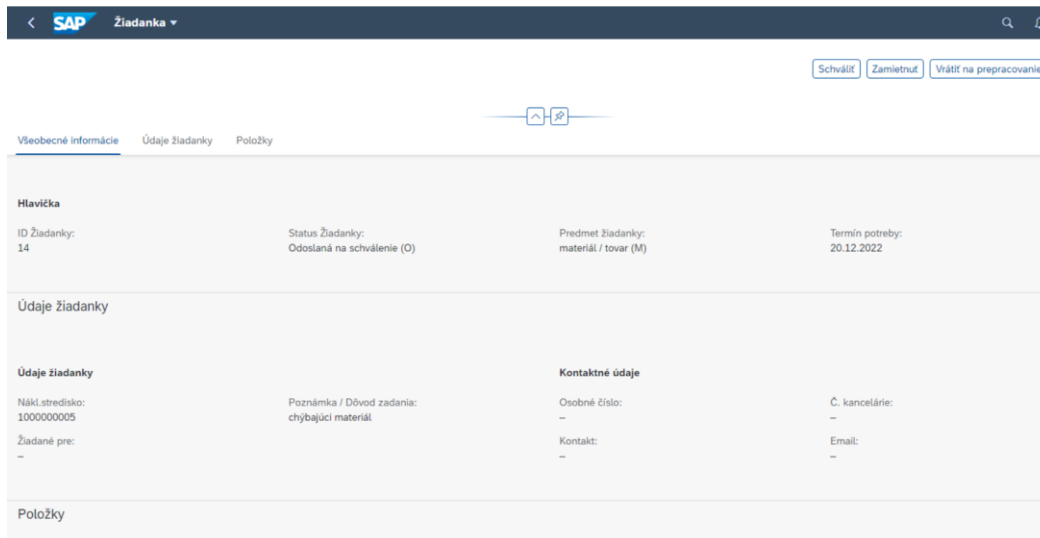 SAP Žiadanka
Schváliť Zamietnuť Vrátiť na prepracovanie
Všeobecné informácie Údaje žiadanky Položky
Hlavička
ID Žiadanky: Status Žiadanky: Predmet žiadanky: Termín potreby:
14 Odoslaná na schválenie (O) materiál / tovar (M) 20.12.2022
Údaje žiadanky
Údaje žiadanky Kontaktné údaje
Nákl.stredisko: Poznámka / Dôvod zadania: Osobné číslo: Č. kancelárie:
1000000005 chýbajúci materiál – –
Žiadané pre: Kontakt: Email:
– – –
Položky